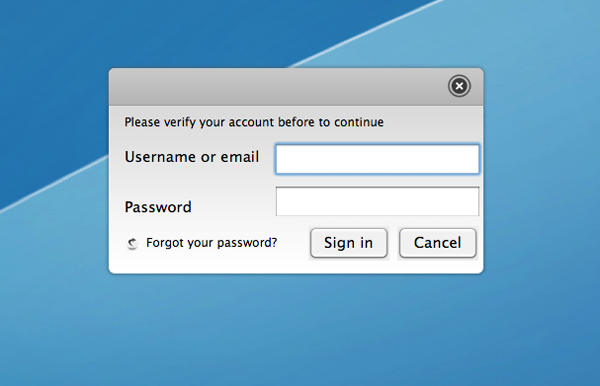 Please verify your account before to continue
Username or email
Password
Forgot your password?
Sign in
Cancel